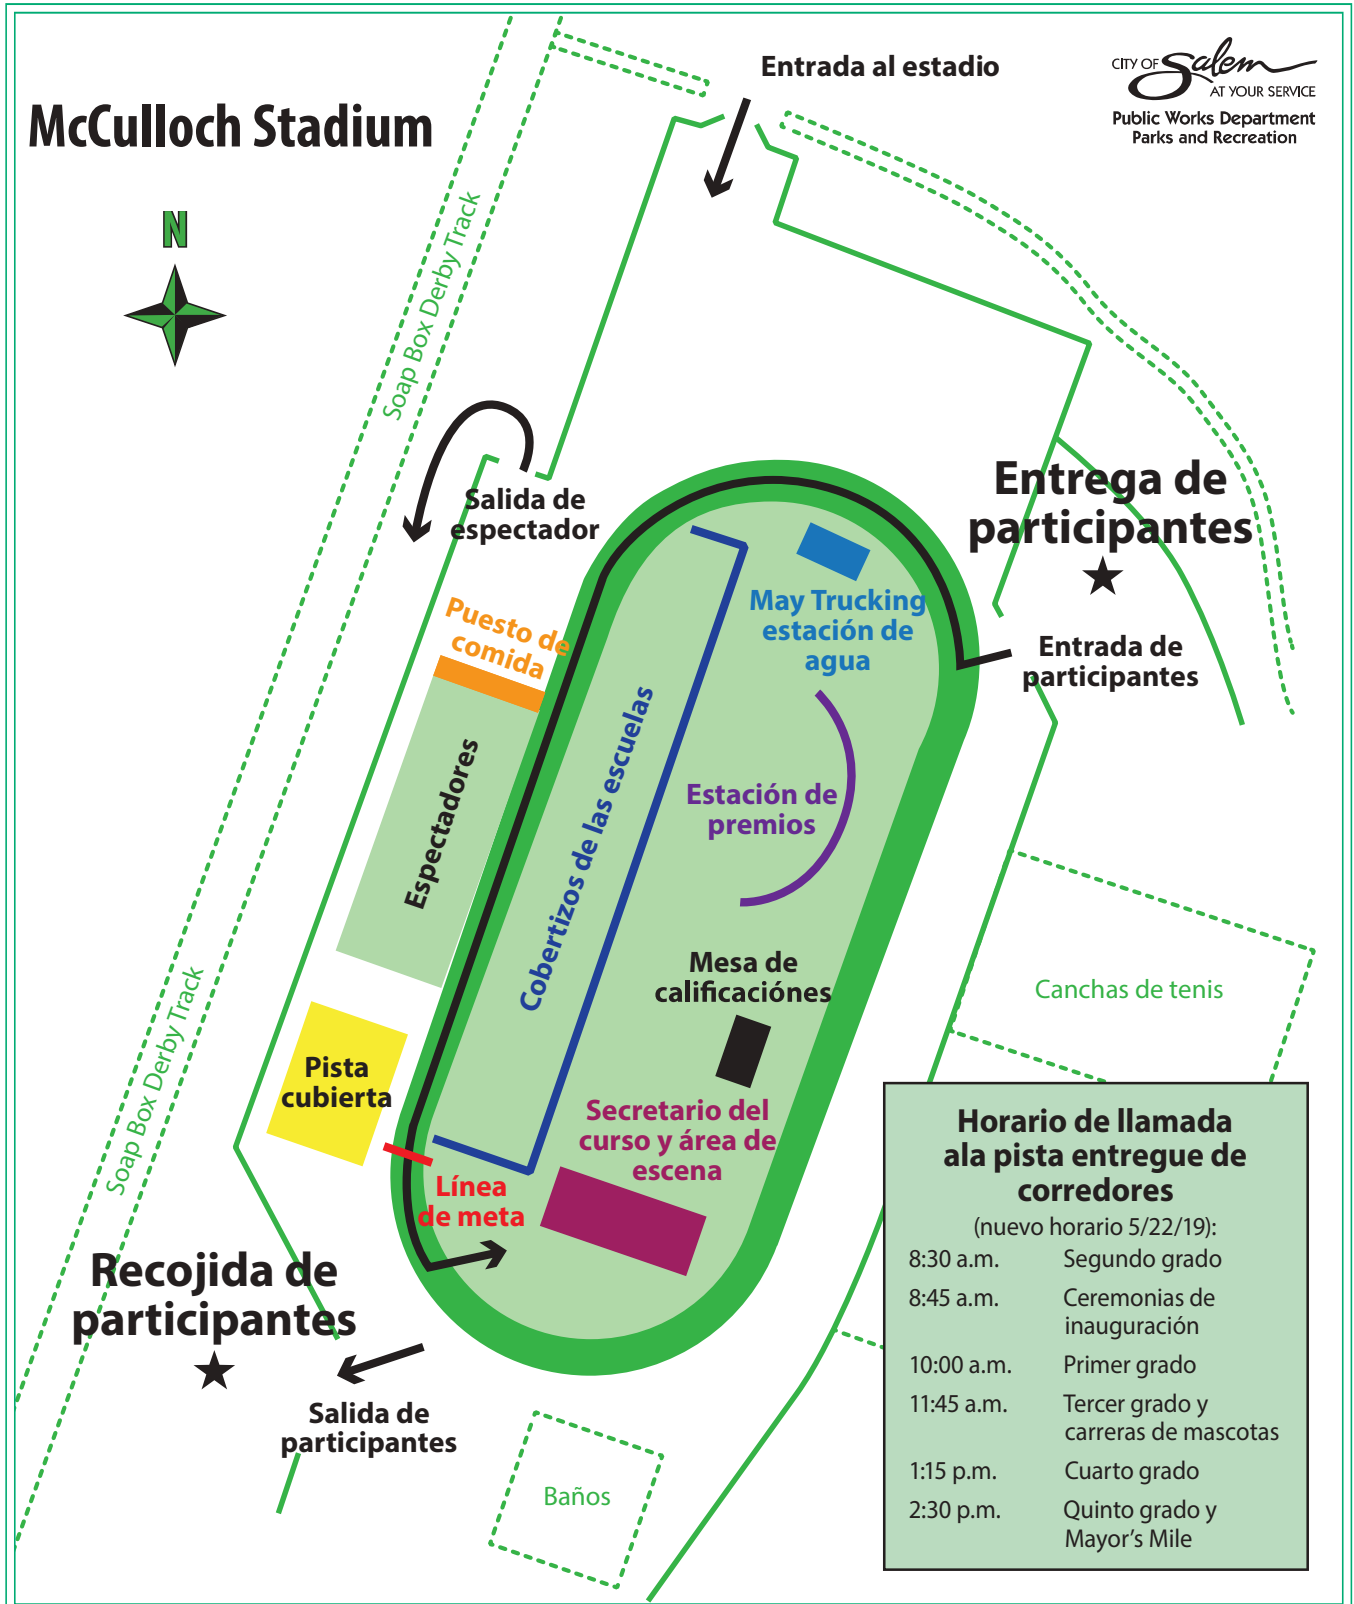 McCulloch Stadium
N
Entrada al estadio
CITY OF Salem
AT YOUR SERVICE
Public Works Department
Parks and Recreation
Soap Box Derby Track
Salida de
espectador
Entrega de
participantes
Entrada de
participantes
May Trucking
estación de
agua
Puesto de
comida
Espectadores
Cobertizos de las escuelas
Estación de
premios
Mesa de
calificaciónes
Canchas de tenis
Soap Box Derby Track
Pista
cubierta
Secretario del
curso y área de
escena
Línea
de meta
Recojida de
participantes
Salida de
participantes
Baños
Horario de llamada
ala pista entregue de
corredores
(nuevo horario 5/22/19):
8:30 a.m. Segundo grado
8:45 a.m. Ceremonias de
inauguración
10:00 a.m. Primer grado
11:45 a.m. Tercer grado y
carreras de mascotas
1:15 p.m. Cuarto grado
2:30 p.m. Quinto grado y
Mayor's Mile